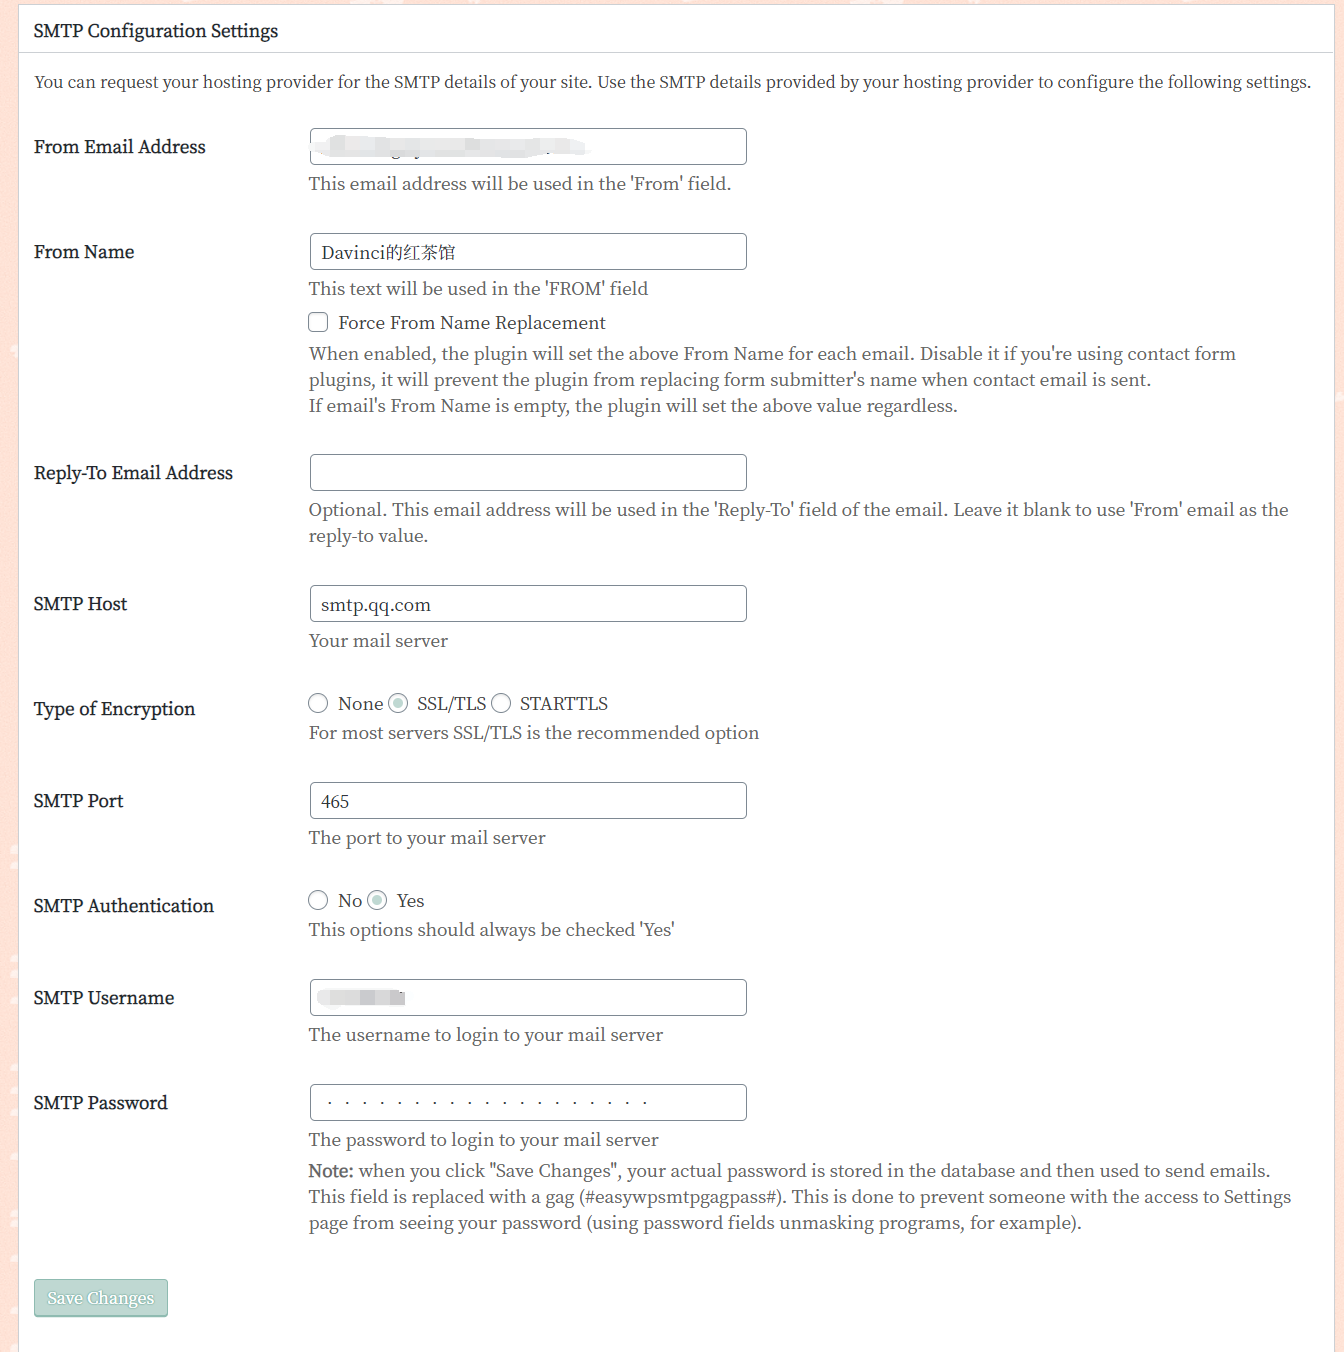 SMTP Configuration Settings
You can request your hosting provider for the SMTP details of your site. Use the SMTP details provided by your hosting provider to configure the following settings.
From Email Address
This email address will be used in the 'From' field.
From Name
Davinci的红茶馆
This text will be used in the 'FROM' field
Force From Name Replacement
When enabled, the plugin will set the above From Name for each email. Disable it if you're using contact form
plugins, it will prevent the plugin from replacing form submitter's name when contact email is sent.
If email's From Name is empty, the plugin will set the above value regardless.
Reply-To Email Address
Optional. This email address will be used in the 'Reply-To' field of the email. Leave it blank to use 'From' email as the
reply-to value.
SMTP Host
smtp.qq.com
Your mail server
Type of Encryption
None SSL/TLS STARTTLS
For most servers SSL/TLS is the recommended option
SMTP Port
465
The port to your mail server
SMTP Authentication
No Yes
This options should always be checked 'Yes'
SMTP Username
The username to login to your mail server
SMTP Password
The password to login to your mail server
Note: when you click "Save Changes", your actual password is stored in the database and then used to send emails.
This field is replaced with a gag (#easywpsmtpgagpass#). This is done to prevent someone with the access to Settings
page from seeing your password (using password fields unmasking programs, for example).
Save Changes